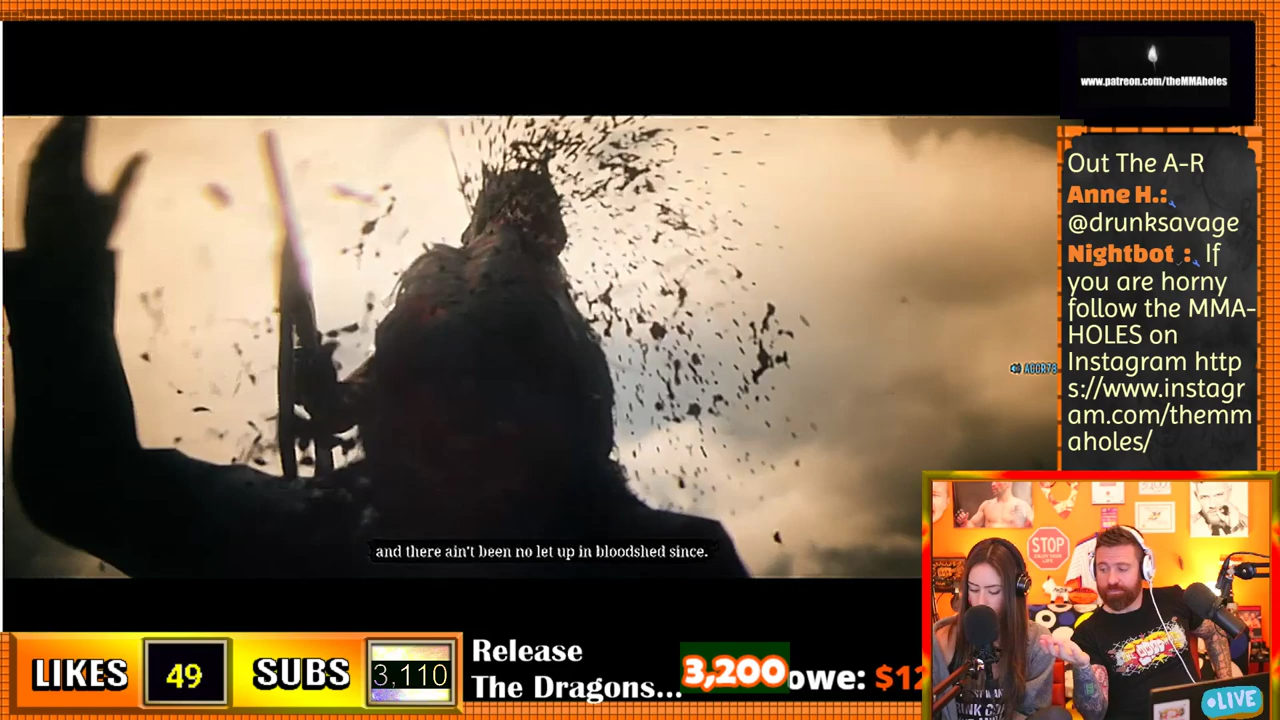 www.patreon.com/theMMAholes
Out The A-R
Anne H.:
@drunksavage
Nightbot : If
you are horny
follow the MMA-
HOLES on
Instagram http
s://www.instagr
am.com/themm
aholes/
AGOR78
and there ain't been no let up in bloodshed since.
STOP
LIVE
LIKES
49
SUBS
3,110
Release
The Dragons...
3,200
owe: $12